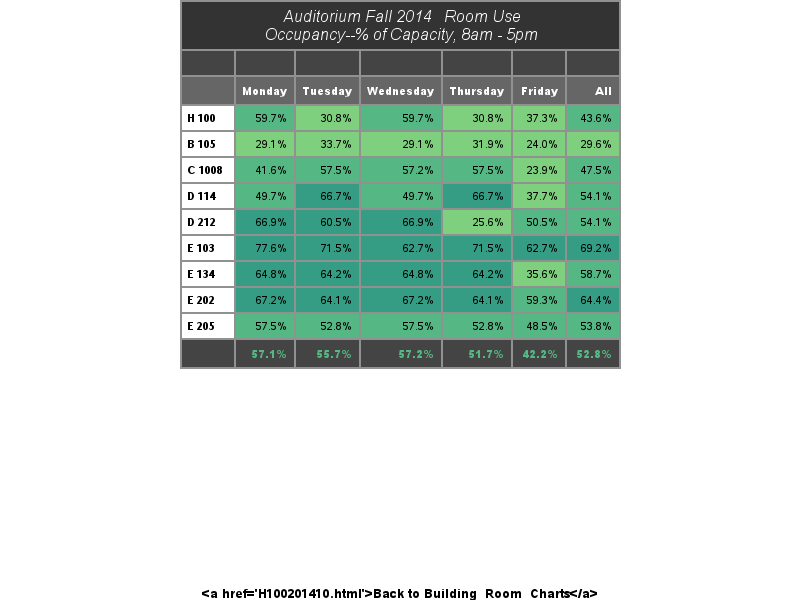 Auditorium Fall 2014 Room Use
Occupancy--% of Capacity, 8am - 5pm
Monday Tuesday Wednesday Thursday Friday All
H 100 59.7% 30.8% 59.7% 30.8% 37.3% 43.6%
B 105 29.1% 33.7% 29.1% 31.9% 24.0% 29.6%
C 1008 41.6% 57.5% 57.2% 57.5% 23.9% 47.5%
D 114 49.7% 66.7% 49.7% 66.7% 37.7% 54.1%
D 212 66.9% 60.5% 66.9% 25.6% 50.5% 54.1%
E 103 77.6% 71.5% 62.7% 71.5% 62.7% 69.2%
E 134 64.8% 64.2% 64.8% 64.2% 35.6% 58.7%
E 202 67.2% 64.1% 67.2% 64.1% 59.3% 64.4%
E 205 57.5% 52.8% 57.5% 52.8% 48.5% 53.8%
57.1% 55.7% 57.2% 51.7% 42.2% 52.8%
<a href='H100201410.html'>Back to Building Room Charts</a>